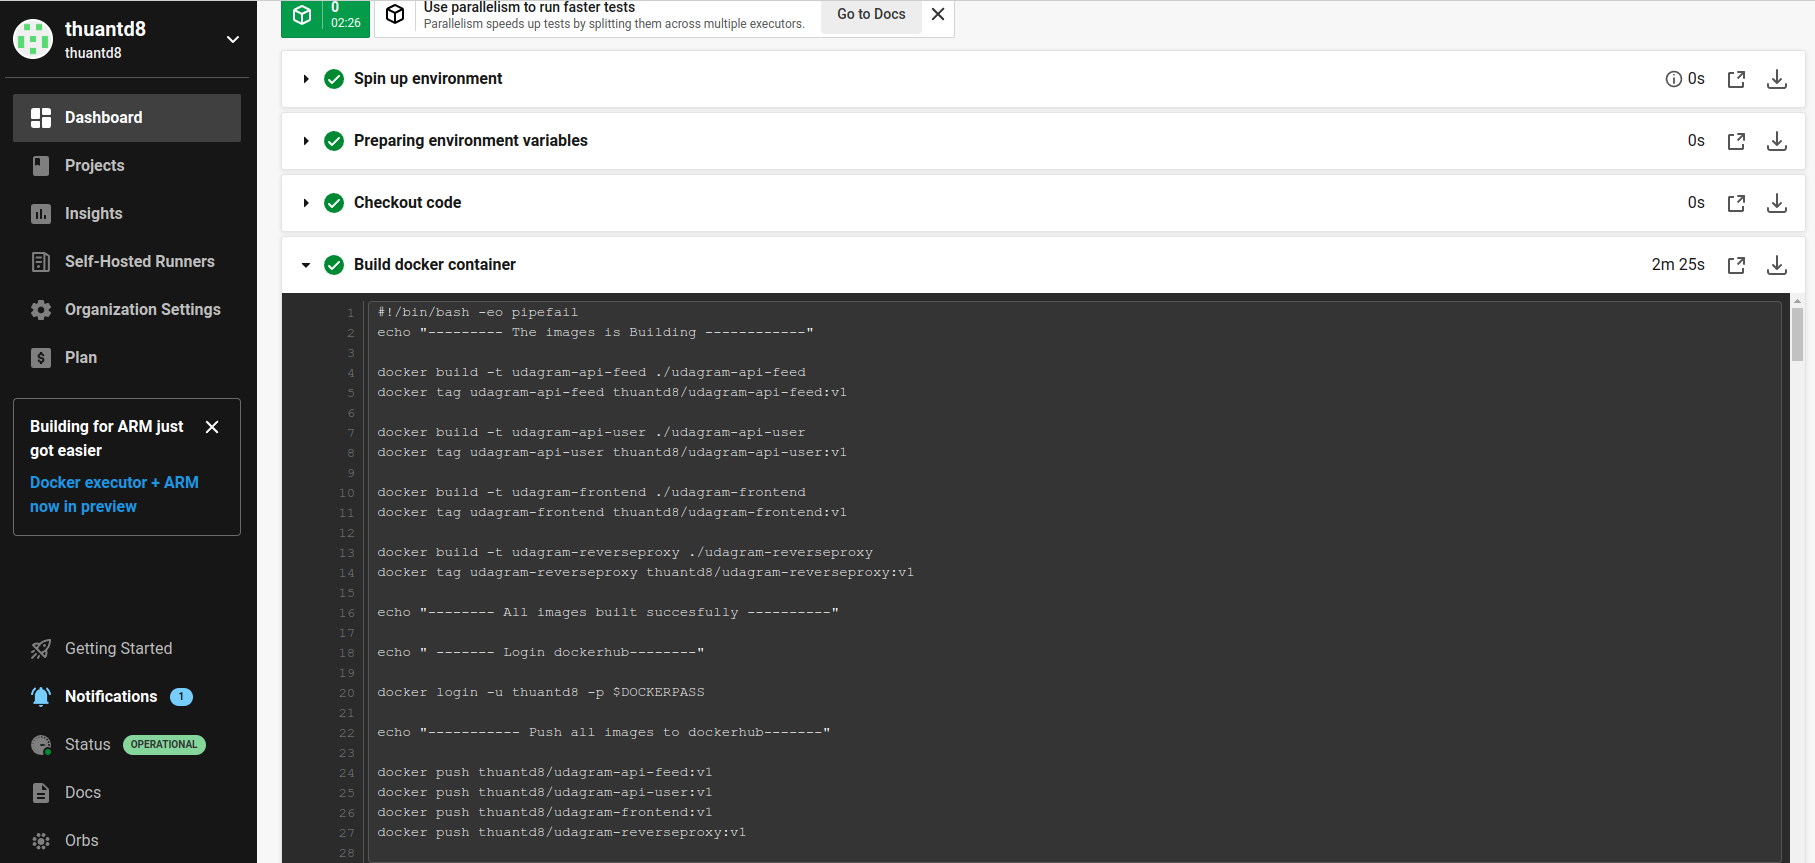 thuantd8
thuantd8
Dashboard
Projects
Insights
Self-Hosted Runners
Organization Settings
Plan
Building for ARM just
got easier
Docker executor + ARM
now in preview
Getting Started
Notifications 1
Status OPERATIONAL
Docs
Orbs
0
02:26
Use parallelism to run faster tests
Parallelism speeds up tests by splitting them across multiple executors.
Go to Docs
Spin up environment 0s
Preparing environment variables 0s
Checkout code 0s
Build docker container 2m 25s
1 #!/bin/bash -eo pipefail
2 echo "--------- The images is Building ------------"
3
4 docker build -t udagram-api-feed ./udagram-api-feed
5 docker tag udagram-api-feed thuantd8/udagram-api-feed:v1
6
7 docker build -t udagram-api-user ./udagram-api-user
8 docker tag udagram-api-user thuantd8/udagram-api-user:v1
9
10 docker build -t udagram-frontend ./udagram-frontend
11 docker tag udagram-frontend thuantd8/udagram-frontend:v1
12
13 docker build -t udagram-reverseproxy ./udagram-reverseproxy
14 docker tag udagram-reverseproxy thuantd8/udagram-reverseproxy:v1
15
16 echo "-------- All images built succesfully ----------"
17
18 echo " ------- Login dockerhub--------"
19
20 docker login -u thuantd8 -p $DOCKERPASS
21
22 echo "----------- Push all images to dockerhub-------"
23
24 docker push thuantd8/udagram-api-feed:v1
25 docker push thuantd8/udagram-api-user:v1
26 docker push thuantd8/udagram-frontend:v1
27 docker push thuantd8/udagram-reverseproxy:v1
28